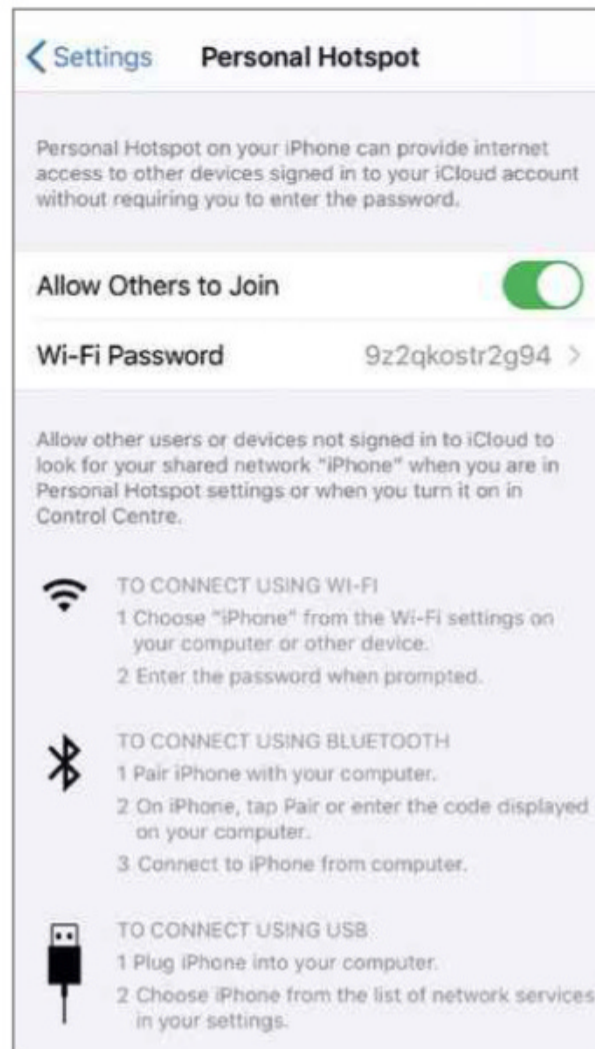 Settings Personal Hotspot
Personal Hotspot on your iPhone can provide internet
access to other devices signed in to your iCloud account
without requiring you to enter the password.
Allow Others to Join
Wi-Fi Password 9z2qkostr2g94
Allow other users or devices not signed in to iCloud to
look for your shared network "iPhone" when you are in
Personal Hotspot settings or when you turn it on in
Control Centre.
TO CONNECT USING WI-FI
1 Choose "iPhone" from the Wi-Fi settings on
your computer or other device.
2 Enter the password when prompted.
TO CONNECT USING BLUETOOTH
1 Pair iPhone with your computer.
2 On iPhone, tap Pair or enter the code displayed
on your computer.
3 Connect to iPhone from computer.
TO CONNECT USING USB
1 Plug iPhone into your computer.
2 Choose iPhone from the list of network services
in your settings.